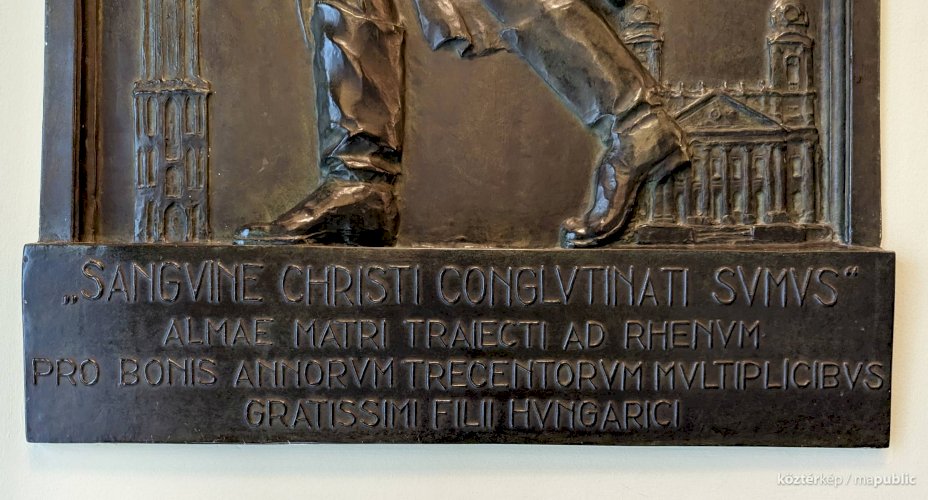 „SANGVINE CHRISTI CONGLVTINATI SVMVS“
ALMAE MATRI TRAIECTI AD RHENVM
PRO BONIS ANNORVM TRECENTORVM MVLTIPLICIBVS
GRATISSIMI FILII HVNGARICI
köztérkép / mapublic